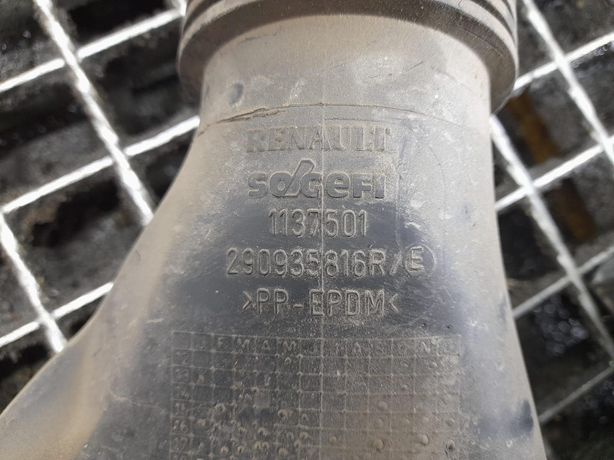 RENAULT
SOGEFI
1137501
290935816R/E
>PP-EPDM<